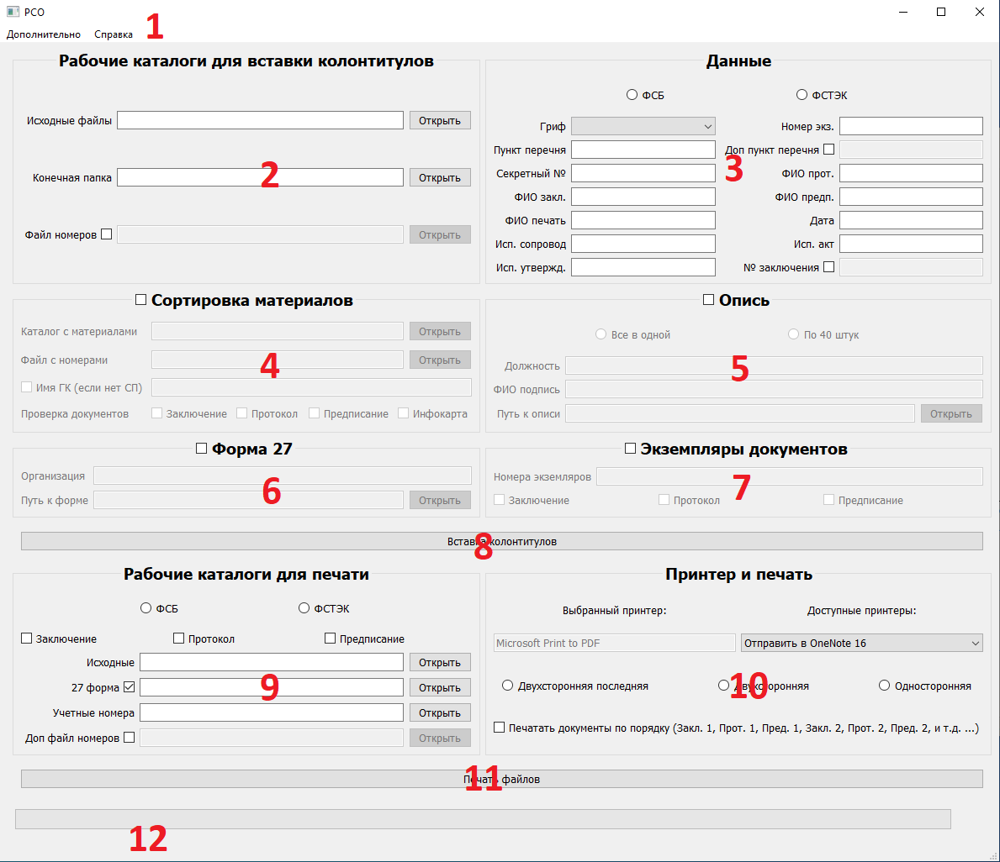 РСО
Дополнительно Справка 1
Рабочие каталоги для вставки колонтитулов
Исходные файлы Открыть
Конечная папка 2 Открыть
Файл номеров Открыть
Данные
ФСБ ФСТЭК
Гриф Номер экз.
Пункт перечня Доп пункт перечня
3
Секретный № ФИО прот.
ФИО закл. ФИО предп.
ФИО печать Дата
Исп. сопровод Исп. акт
Исп. утвержд. № заключения
Сортировка материалов
Каталог с материалами Открыть
Файл с номерами 4 Открыть
Имя ГК (если нет СП)
Проверка документов Заключение Протокол Предписание Инфокарта
Опись
Все в одной По 40 штук
Должность 5
ФИО подпись
Путь к описи Открыть
Форма 27
Организация
6
Путь к форме Открыть
Экземпляры документов
Номера экземляров 7
Заключение Протокол Предписание
Вставка колонтитулов
8
Рабочие каталоги для печати
ФСБ ФСТЭК
Заключение Протокол Предписание
Исходные Открыть
27 форма 9 Открыть
Учетные номера Открыть
Доп файл номеров Открыть
Принтер и печать
Выбранный принтер: Доступные принтеры:
Microsoft Print to PDF Отправить в OneNote 16
Двухсторонняя последняя Двухсторонняя Односторонняя
10
Печатать документы по порядку (Закл. 1, Прот. 1, Пред. 1, Закл. 2, Прот. 2, Пред. 2, и т.д. ...)
Печать файлов
11
12